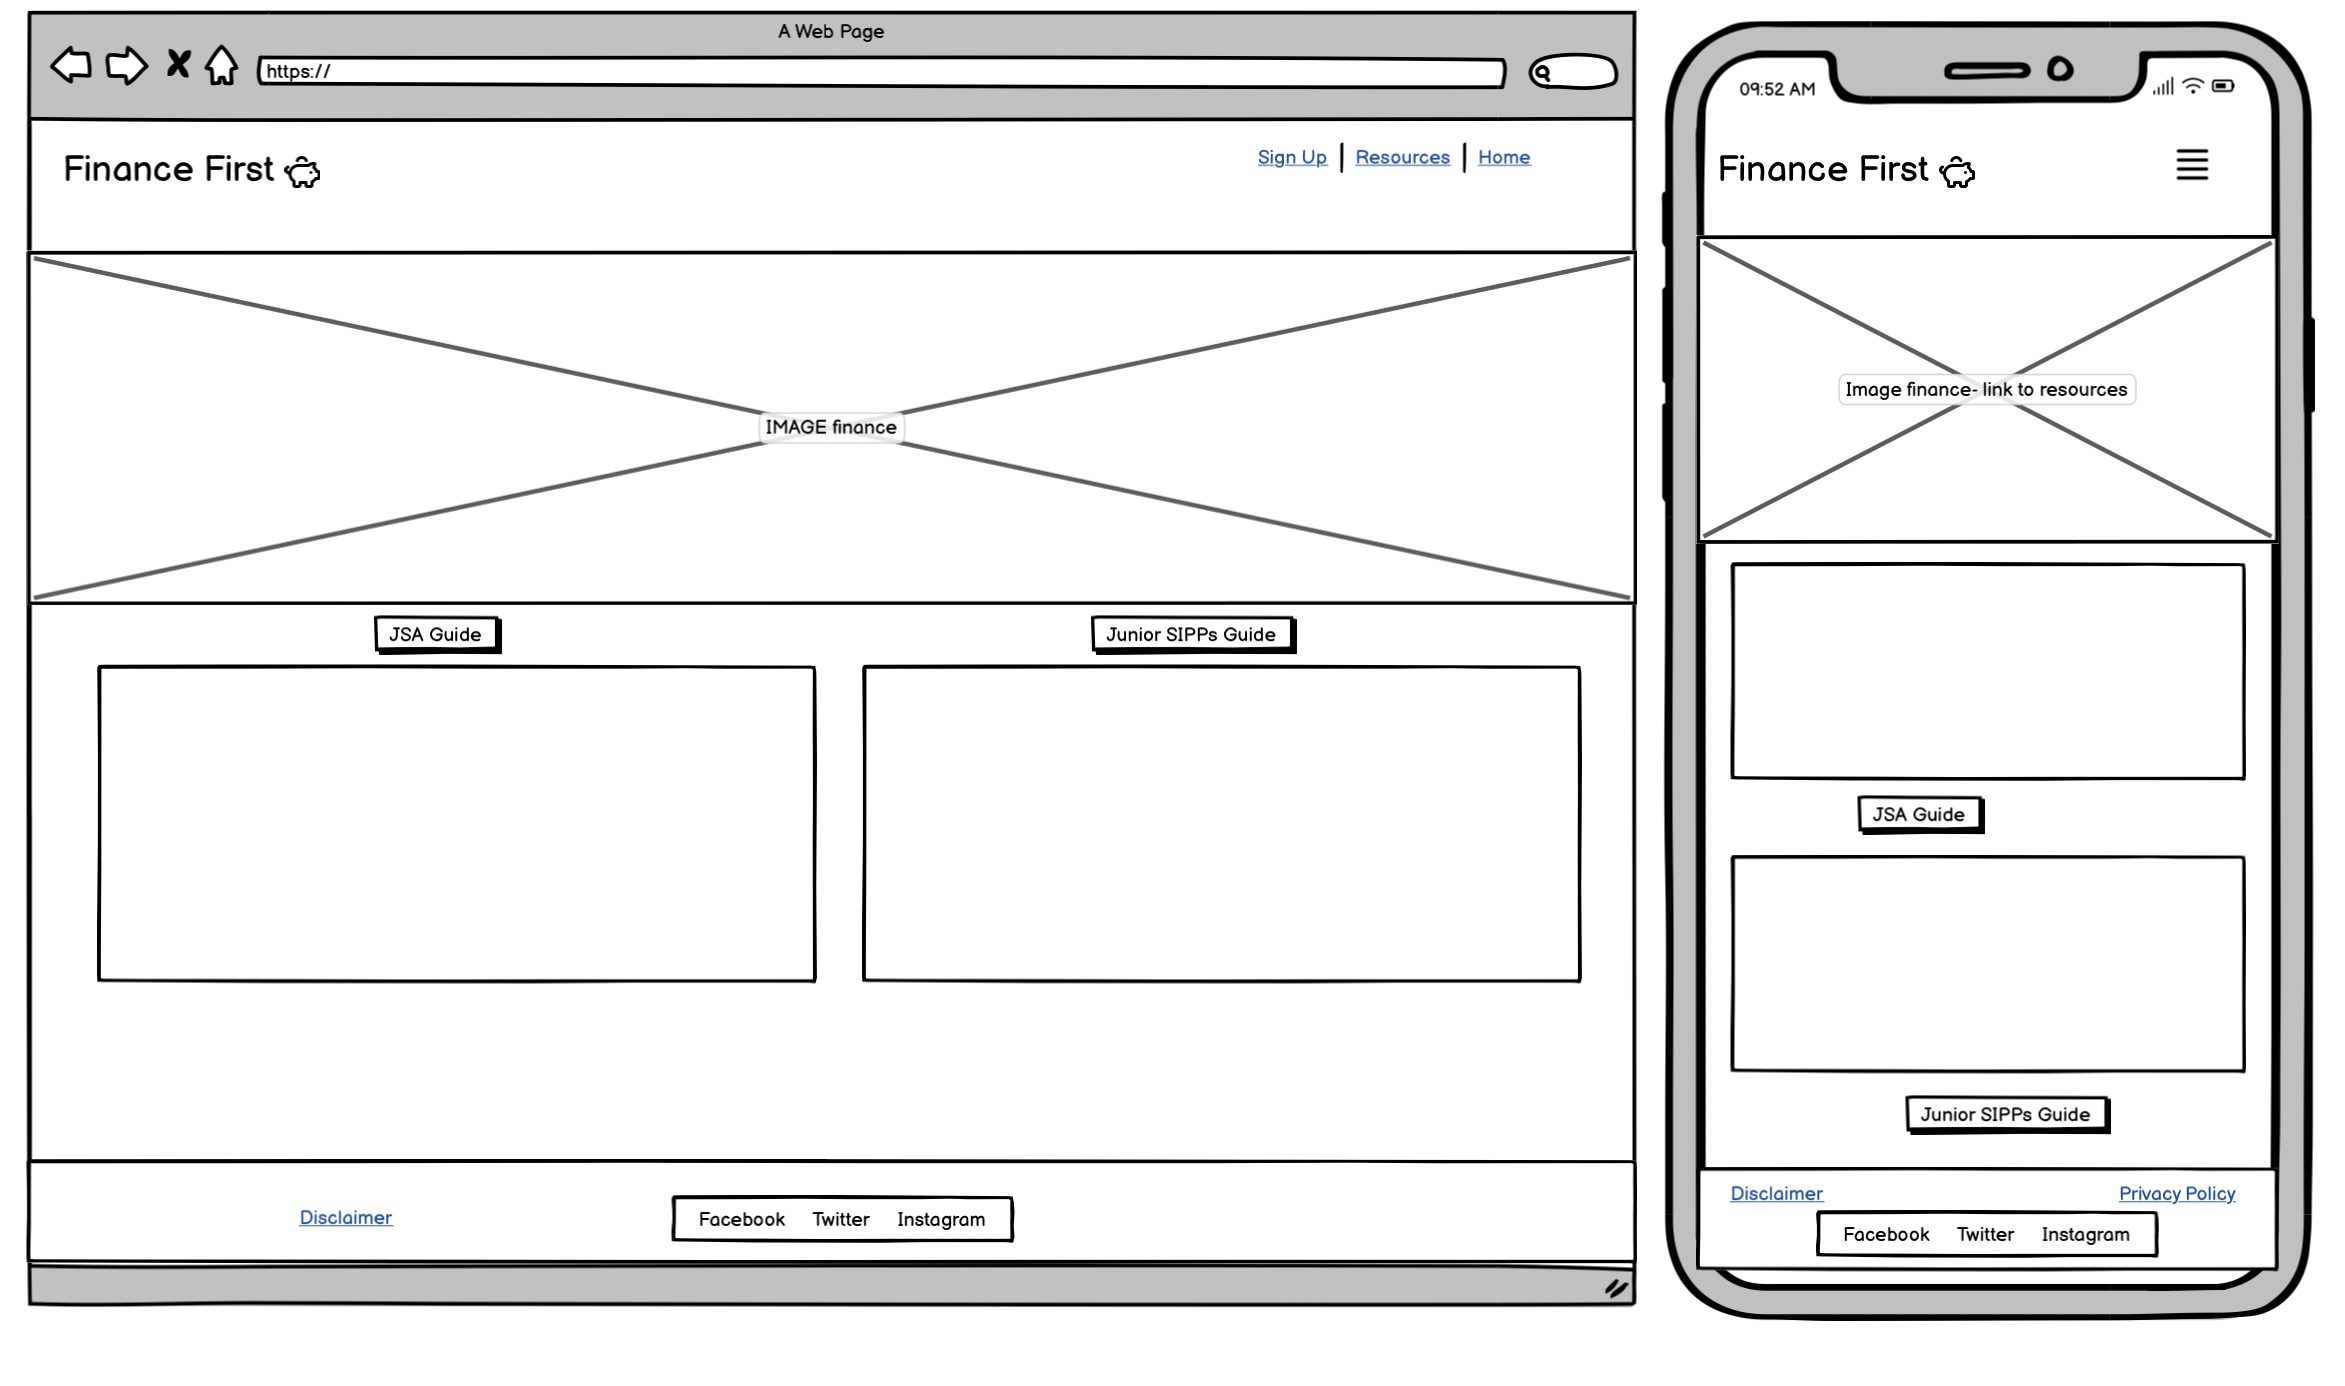 A Web Page
https://
Finance First
Sign Up
Resources
Home
IMAGE finance
JSA Guide
Junior SIPPs Guide
Disclaimer
Facebook Twitter Instagram
09:52 AM
Finance First
Image finance- link to resources
JSA Guide
Junior SIPPs Guide
Disclaimer
Privacy Policy
Facebook Twitter Instagram